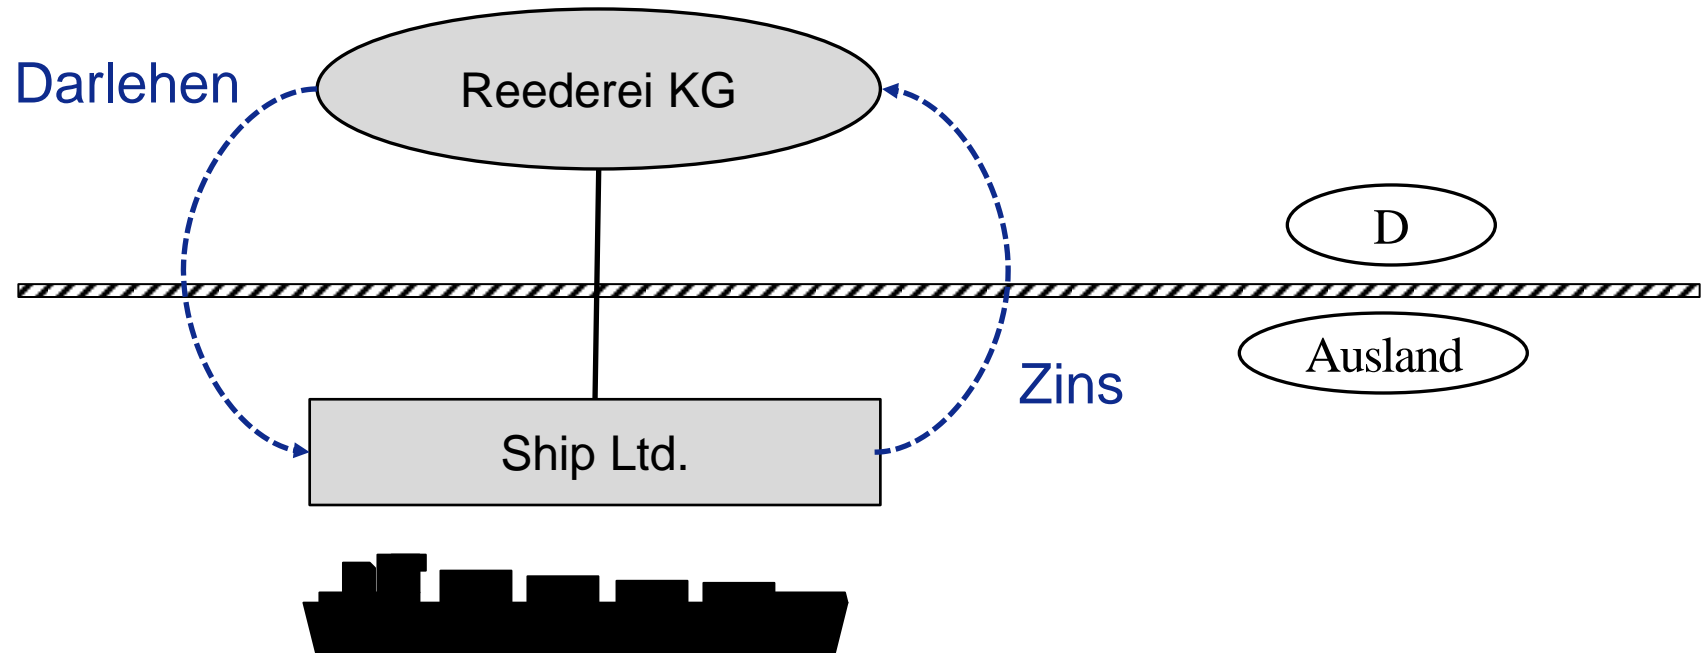 Darlehen
Reederei KG
D
Ausland
Zins
Ship Ltd.